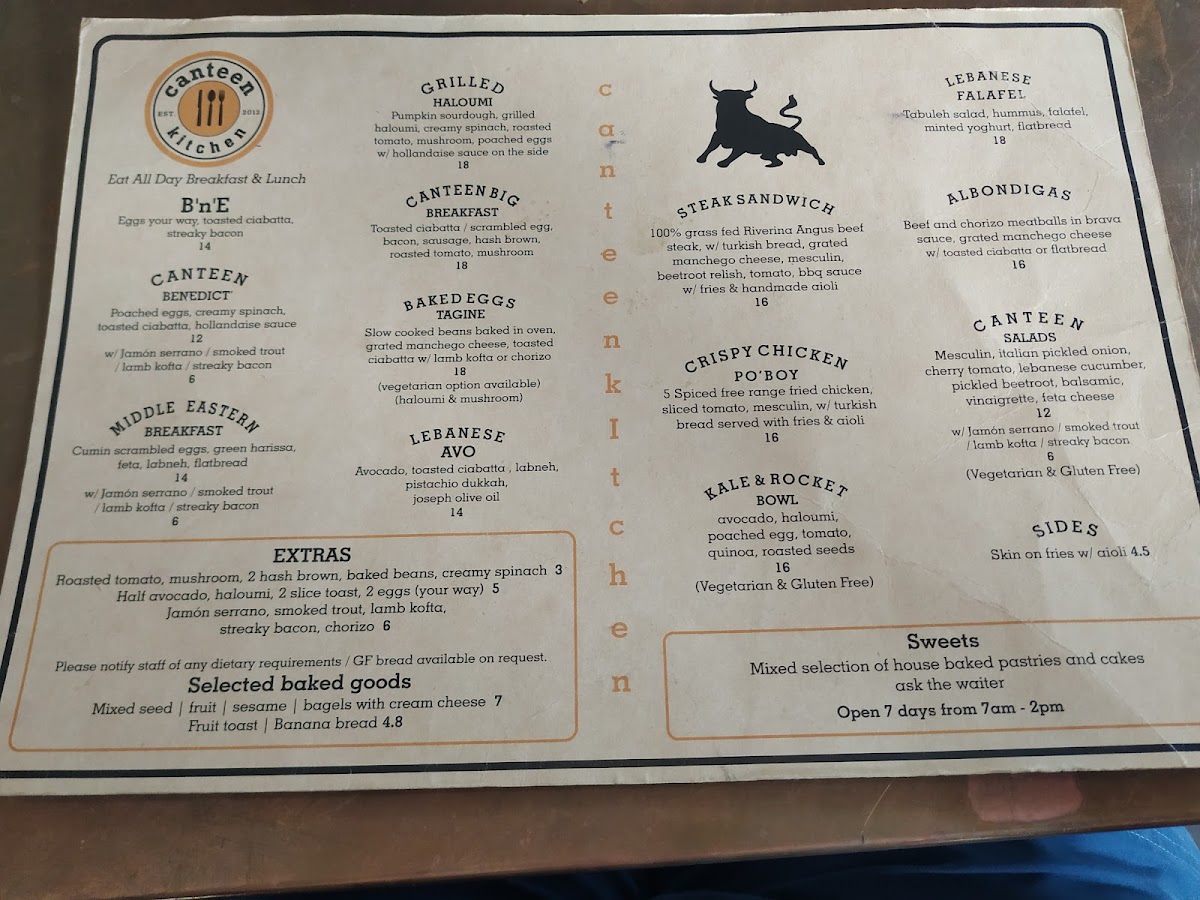 canteen
EST. 2013
kitchen
Eat All Day Breakfast & Lunch
B'n'E
Eggs your way, toasted ciabatta,
streaky bacon
14
CANTEEN
BENEDICT
Poached eggs, creamy spinach,
toasted ciabatta, hollandaise sauce
12
w/ Jamón serrano / smoked trout
/ lamb kofta / streaky bacon
6
MIDDLE EASTERN
BREAKFAST
Cumin scrambled eggs, green harissa,
feta, labneh, flatbread
14
w/ Jamón serrano / smoked trout
/ lamb kofta / streaky bacon
6
GRILLED
HALOUMI
Pumpkin sourdough, grilled
haloumi, creamy spinach, roasted
tomato, mushroom, poached eggs
w/ hollandaise sauce on the side
18
CANTEEN BIG
BREAKFAST
Toasted ciabatta / scrambled egg,
bacon, sausage, hash brown,
roasted tomato, mushroom
18
BAKED EGGS
TAGINE
Slow cooked beans baked in oven,
grated manchego cheese, toasted
ciabatta w/ lamb kofta or chorizo
18
(vegetarian option available)
(haloumi & mushroom)
LEBANESE
AVO
Avocado, toasted ciabatta , labneh,
pistachio dukkah,
joseph olive oil
14
EXTRAS
Roasted tomato, mushroom, 2 hash brown, baked beans, creamy spinach 3
Half avocado, haloumi, 2 slice toast, 2 eggs (your way) 5
Jamón serrano, smoked trout, lamb kofta,
streaky bacon, chorizo 6
Please notify staff of any dietary requirements / GF bread available on request.
Selected baked goods
Mixed seed | fruit | sesame | bagels with cream cheese 7
Fruit toast | Banana bread 4.8
canteenkItchen
STEAK SANDWICH
100% grass fed Riverina Angus beef
steak, w/ turkish bread, grated
manchego cheese, mesculin,
beetroot relish, tomato, bbq sauce
w/ fries & handmade aioli
16
CRISPY CHICKEN
PO'BOY
5 Spiced free range fried chicken,
sliced tomato, mesculin, w/ turkish
bread served with fries & aioli
16
KALE & ROCKET
BOWL
avocado, haloumi,
poached egg, tomato,
quinoa, roasted seeds
16
(Vegetarian & Gluten Free)
LEBANESE
FALAFEL
Tabuleh salad, hummus, falafel,
minted yoghurt, flatbread
18
ALBONDIGAS
Beef and chorizo meatballs in brava
sauce, grated manchego cheese
w/ toasted ciabatta or flatbread
16
CANTEEN
SALADS
Mesculin, italian pickled onion,
cherry tomato, lebanese cucumber,
pickled beetroot, balsamic,
vinaigrette, feta cheese
12
w/ Jamón serrano / smoked trout
/ lamb kofta / streaky bacon
6
(Vegetarian & Gluten Free)
SIDES
Skin on fries w/ aioli 4.5
Sweets
Mixed selection of house baked pastries and cakes
ask the waiter
Open 7 days from 7am - 2pm